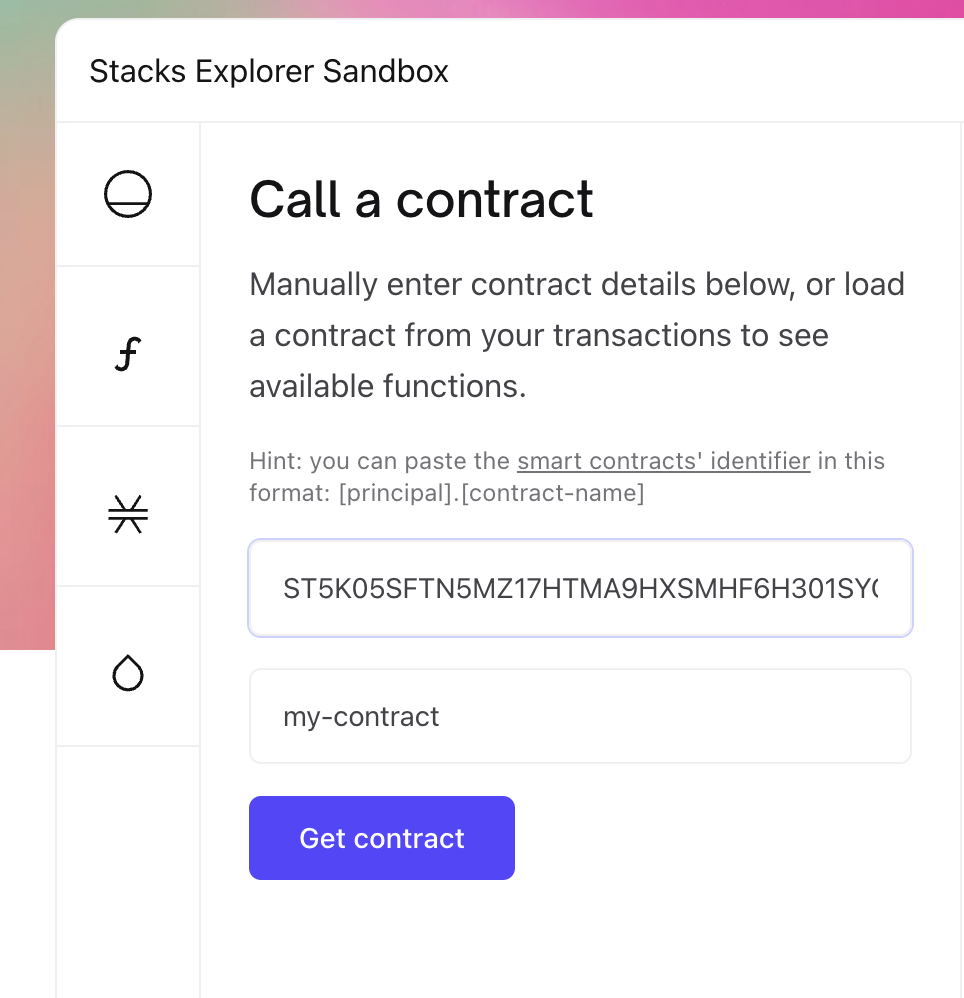 Stacks Explorer Sandbox
Call a contract
Manually enter contract details below, or load
a contract from your transactions to see
available functions.
Hint: you can paste the smart contracts' identifier in this
format: [principal].[contract-name]
ST5K05SFTN5MZ17HTMA9HXSMHF6H301SY
my-contract
Get contract